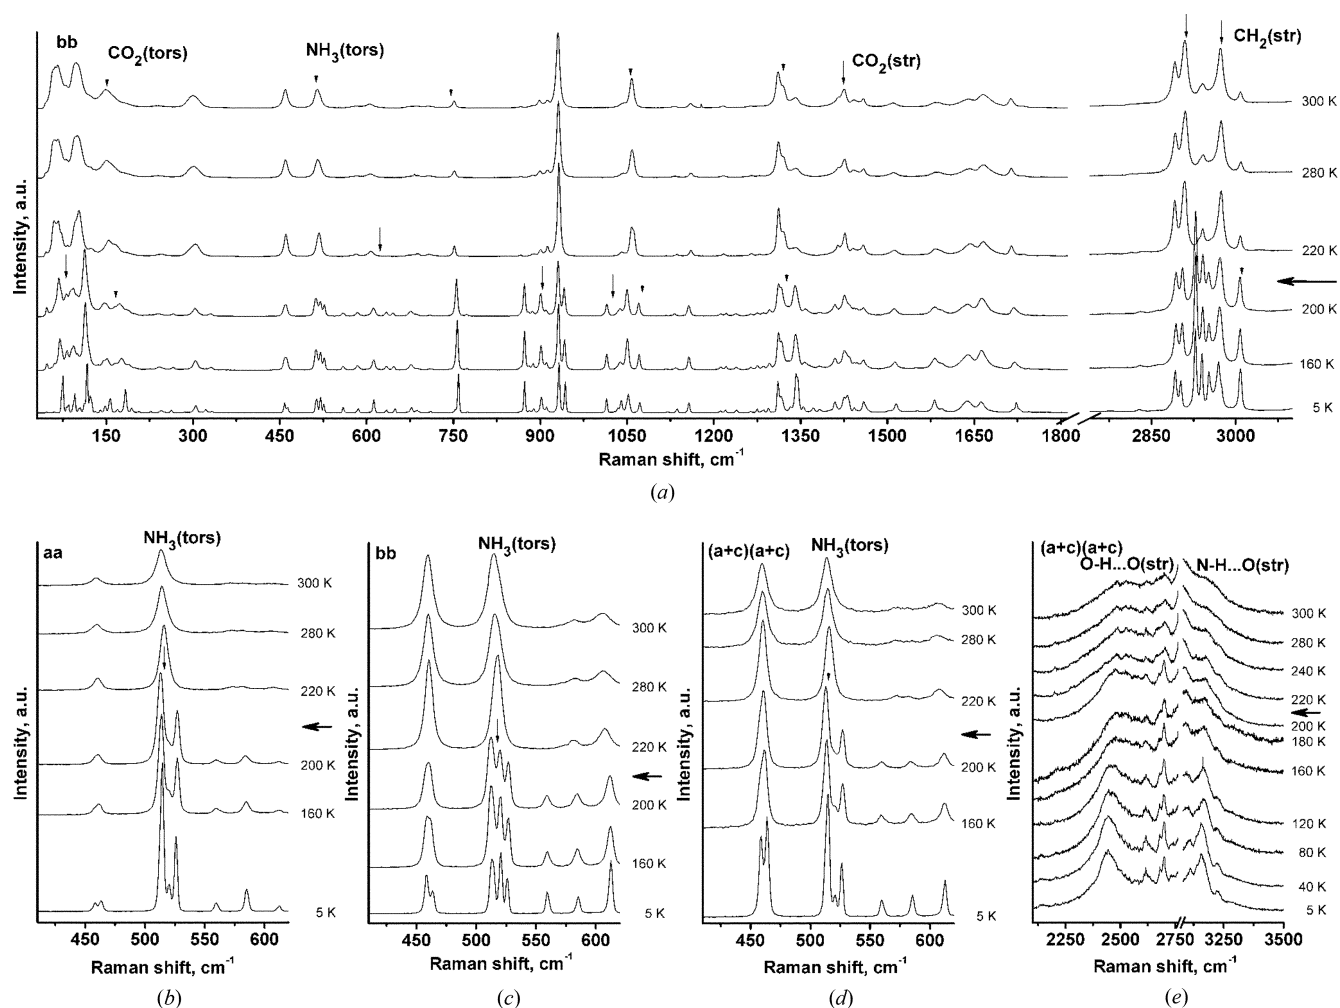 bb
CO2(tors)
NH3(tors)
CO2(str)
CH2(str)
300 K
280 K
220 K
200 K
160 K
5 K
Intensity, a.u.
150 300 450 600 750 900 1050 1200 1350 1500 1650 1800 2850 3000
Raman shift, cm-1
(a)
aa
NH3(tors)
300 K
280 K
220 K
200 K
160 K
5 K
Intensity, a.u.
450 500 550 600
Raman shift, cm-1
(b)
bb
NH3(tors)
300 K
280 K
220 K
200 K
160 K
5 K
Intensity, a.u.
450 500 550 600
Raman shift, cm-1
(c)
(a+c)(a+c)
NH3(tors)
300 K
280 K
220 K
200 K
160 K
5 K
Intensity, a.u.
450 500 550 600
Raman shift, cm-1
(d)
(a+c)(a+c)
O-H...O(str) N-H...O(str)
300 K
280 K
240 K
220 K
200 K
180 K
160 K
120 K
80 K
40 K
5 K
Intensity, a.u.
2250 2500 3250 3500
Raman shift, cm-1
(e)